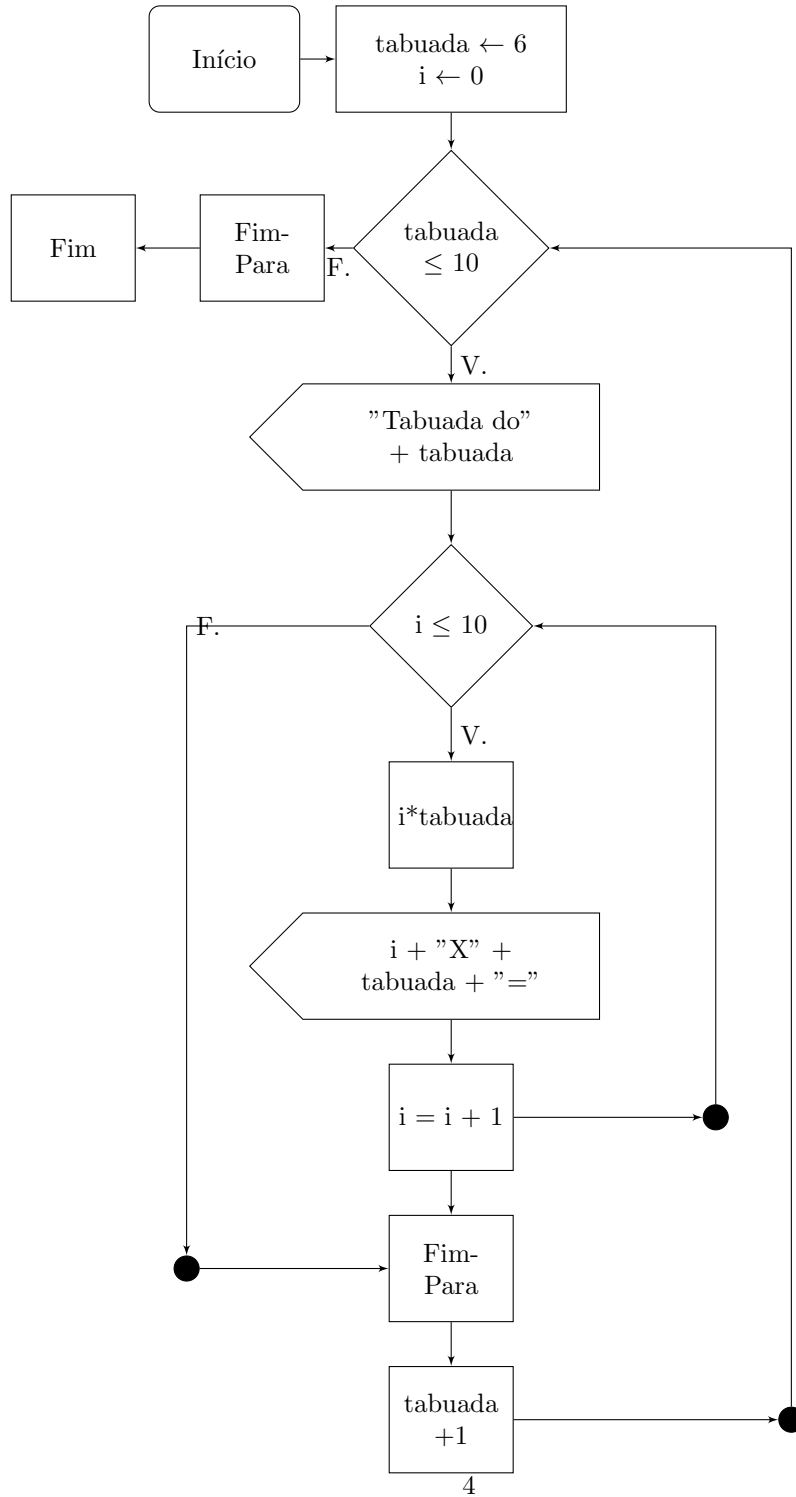 Início
tabuada ← 6
i ← 0
tabuada
≤ 10
Fim
Fim-
Para
F.
V.
”Tabuada do”
+ tabuada
i ≤ 10
F.
V.
i*tabuada
i + ”X” +
tabuada + ”=”
i = i + 1
Fim-
Para
tabuada
+1
4